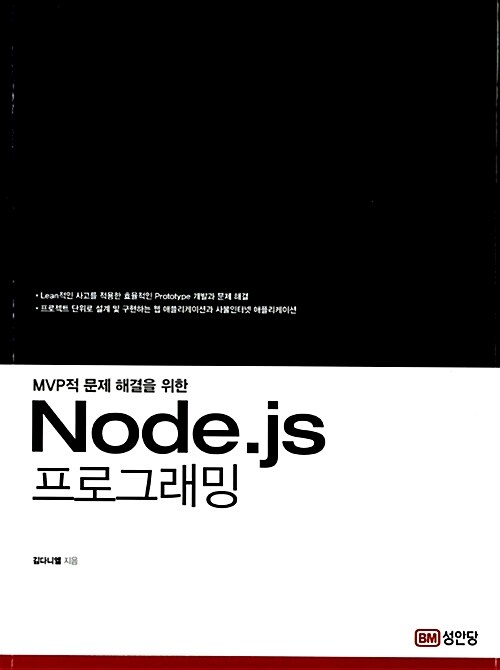 • Lean적인 사고를 적용한 효율적인 Prototype 개발과 문제 해결
• 프로젝트 단위로 설계 및 구현하는 웹 애플리케이션과 사물인터넷 애플리케이션
MVP적 문제 해결을 위한
Node.js
프로그래밍
김다니엘 지음
BM 성안당